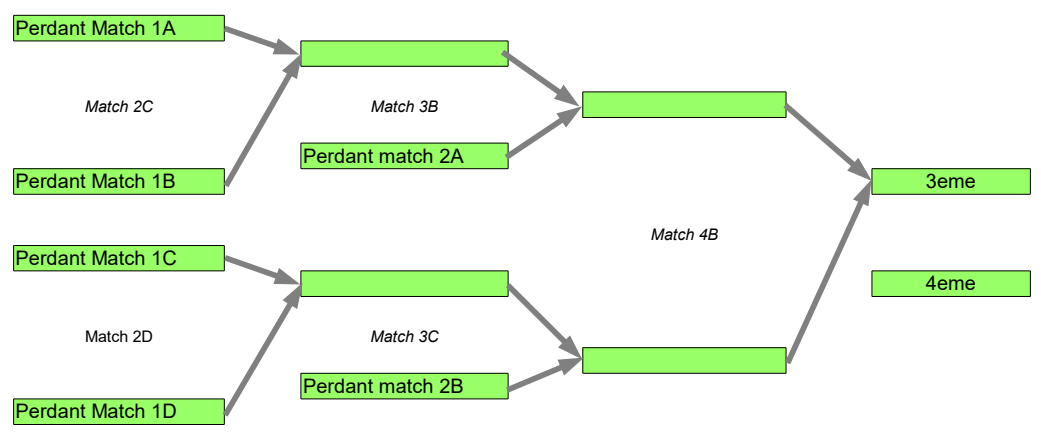 Perdant Match 1A
Match 2C
Match 3B
Perdant match 2A
Perdant Match 1B
3eme
Match 4B
Perdant Match 1C
4eme
Match 2D
Match 3C
Perdant match 2B
Perdant Match 1D